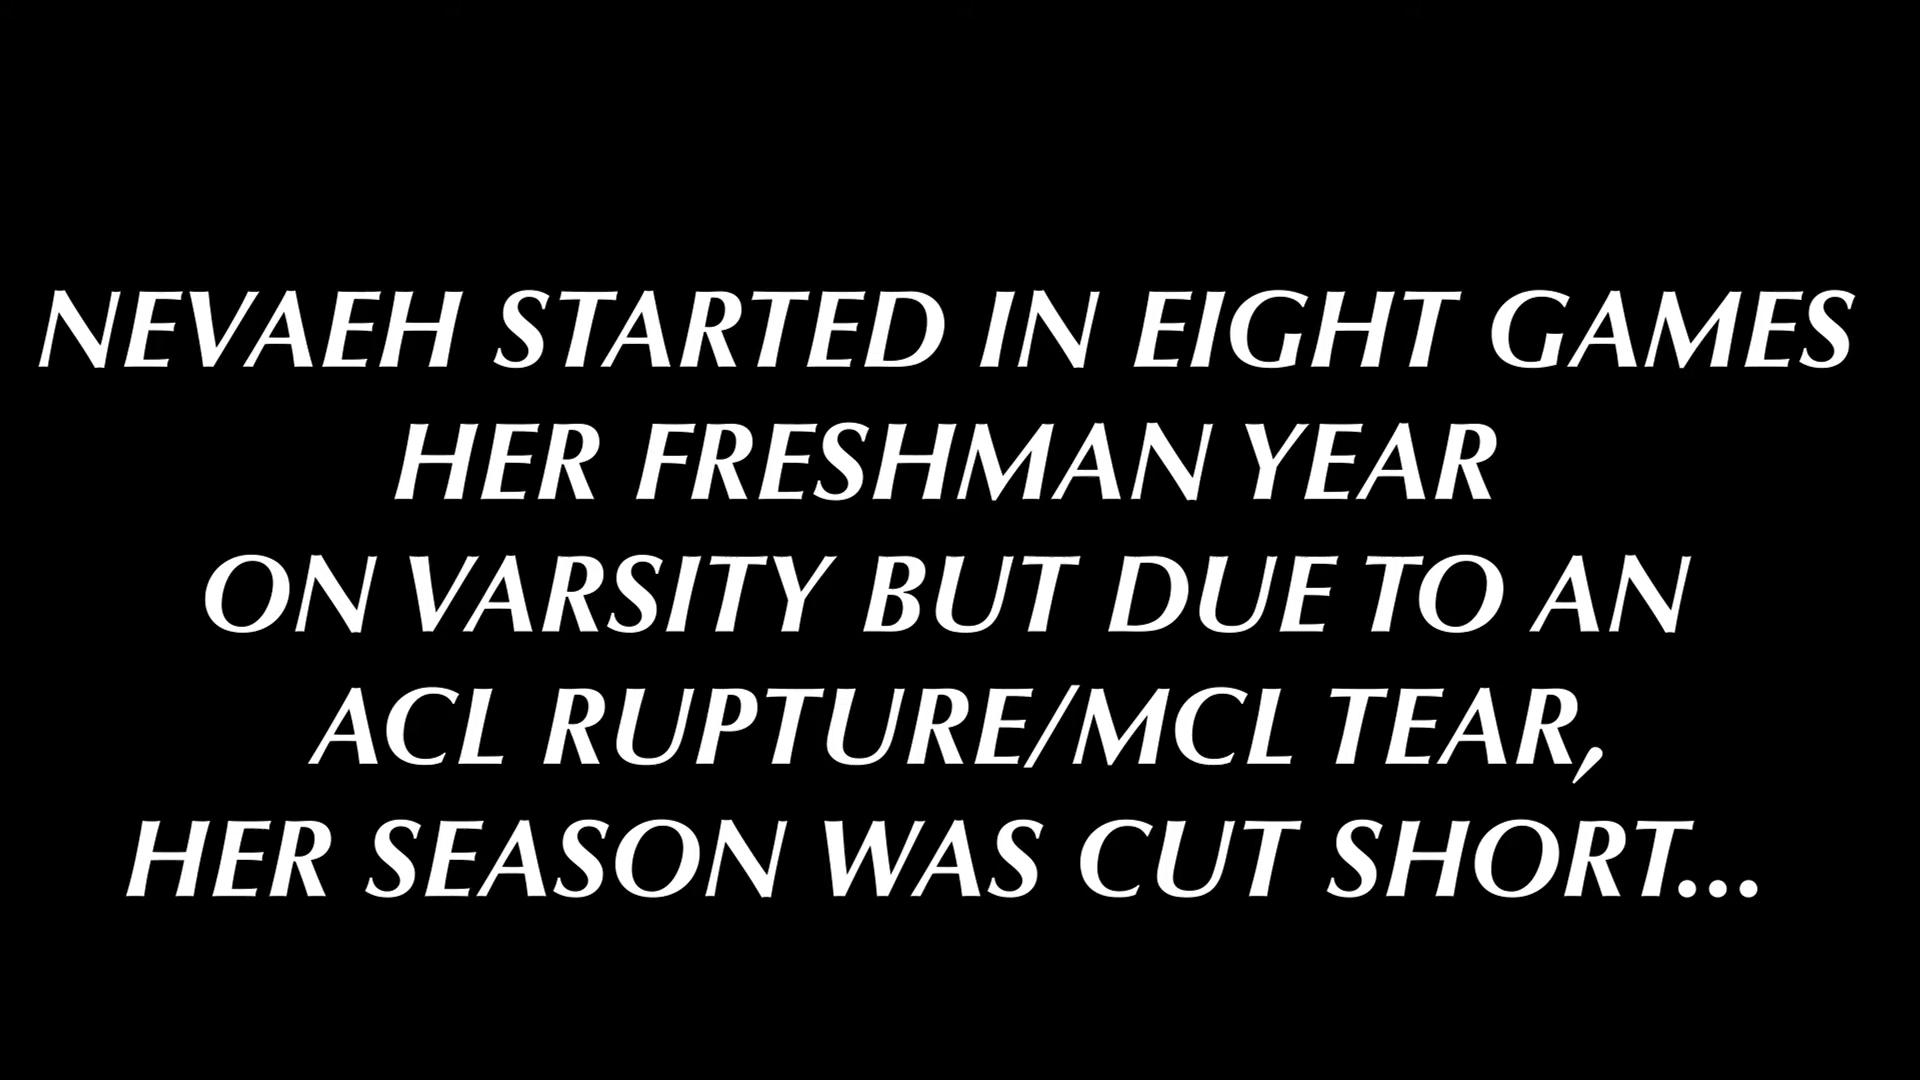 NEVAEH STARTED IN EIGHT GAMES
HER FRESHMAN YEAR
ON VARSITY BUT DUE TO AN
ACL RUPTURE/MCL TEAR,
HER SEASON WAS CUT SHORT...